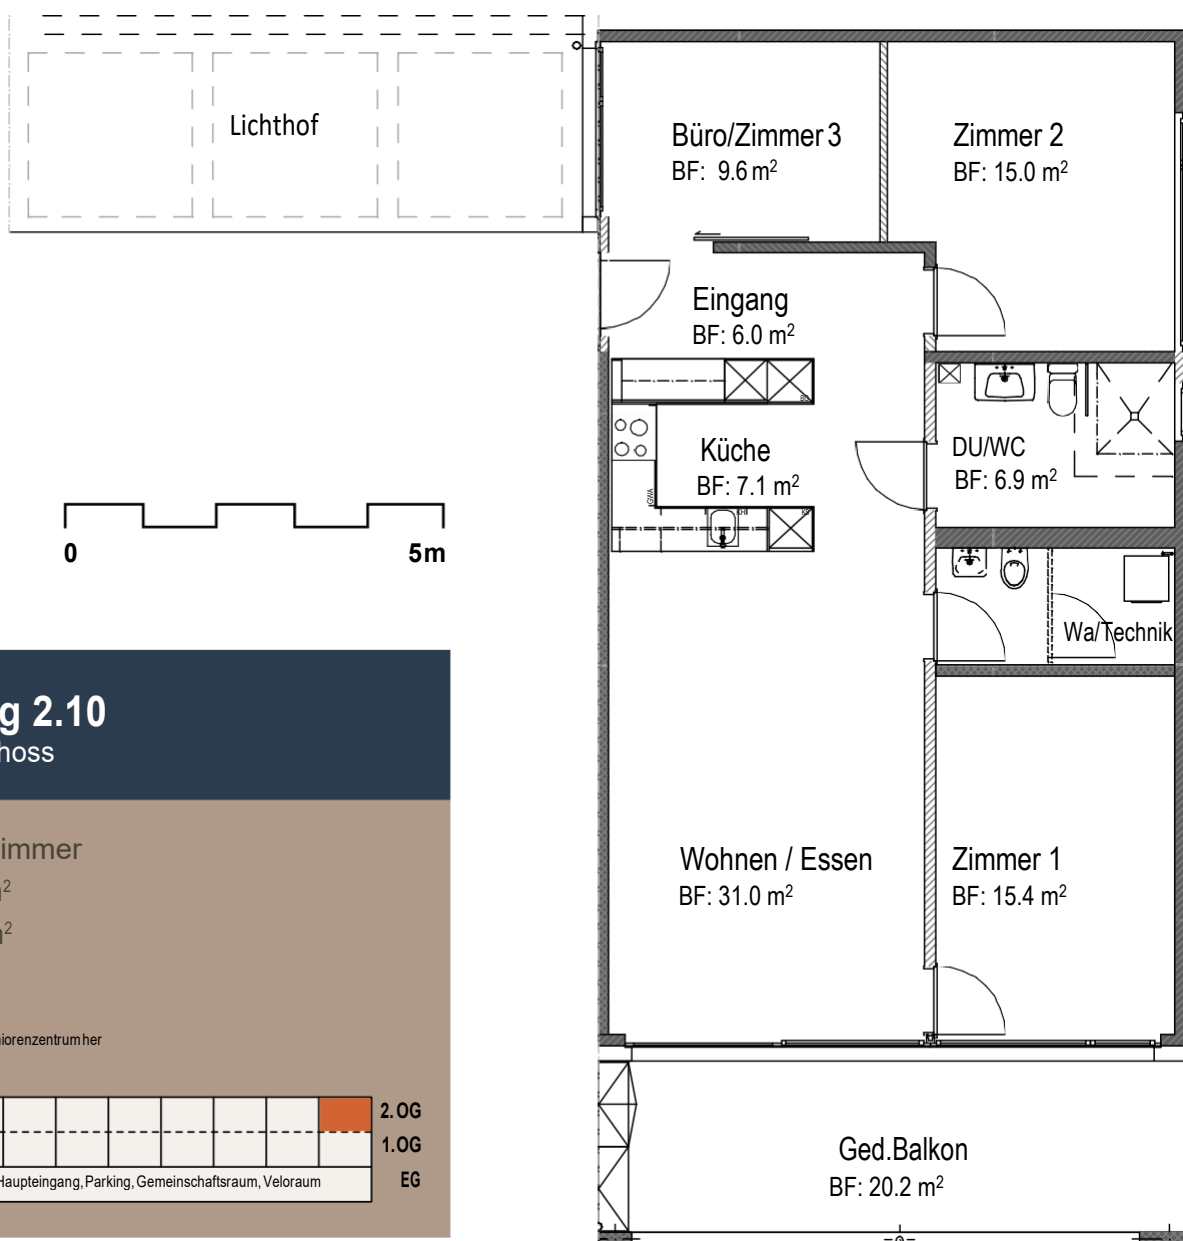 Lichthof
Büro/Zimmer 3
BF: 9.6 m²
Zimmer 2
BF: 15.0 m²
Eingang
BF: 6.0 m²
Küche
BF: 7.1 m²
DU/WC
BF: 6.9 m²
0 5m
Wa/Technik
g 2.10
hoss
immer
m²
m²
Wohnen / Essen
BF: 31.0 m²
Zimmer 1
BF: 15.4 m²
iorenzentrum her
2.OG
1.OG
Haupteingang, Parking, Gemeinschaftsraum, Veloraum EG
Ged.Balkon
BF: 20.2 m²